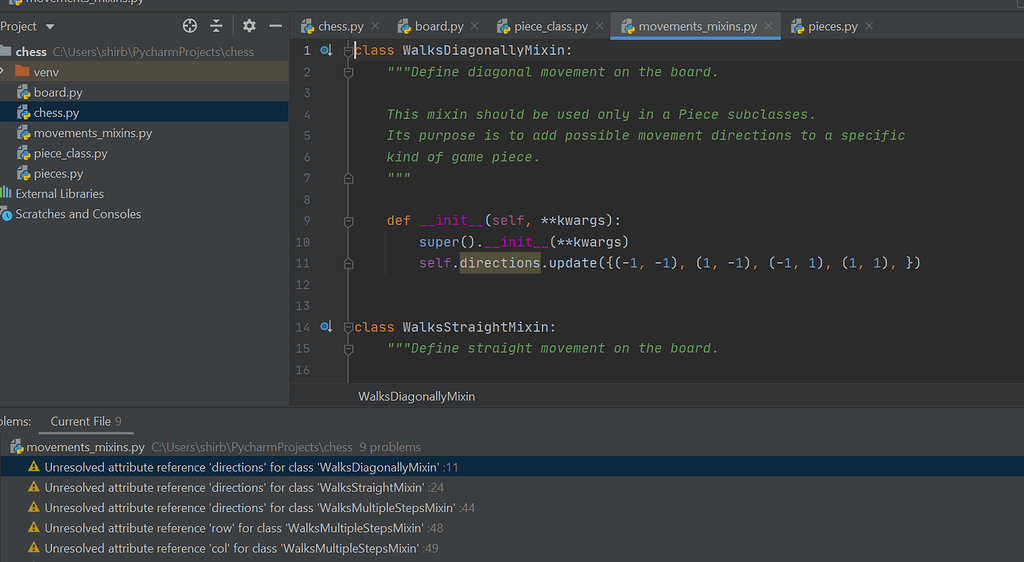 movements_mixins.py
Project
chess C:\Users\shirb\PycharmProjects\chess
venv
board.py
chess.py
movements_mixins.py
piece_class.py
pieces.py
External Libraries
Scratches and Consoles
chess.py board.py piece_class.py movements_mixins.py pieces.py
1 class WalksDiagonallyMixin:
2 """Define diagonal movement on the board.
3
4 This mixin should be used only in a Piece subclasses.
5 Its purpose is to add possible movement directions to a specific
6 kind of game piece.
7 """
8
9 def __init__(self, **kwargs):
10 super().__init__(**kwargs)
11 self.directions.update({(-1, -1), (1, -1), (-1, 1), (1, 1), })
12
13
14 class WalksStraightMixin:
15 """Define straight movement on the board.
16
WalksDiagonallyMixin
blems: Current File 9
movements_mixins.py C:\Users\shirb\PycharmProjects\chess 9 problems
Unresolved attribute reference 'directions' for class 'WalksDiagonallyMixin' :11
Unresolved attribute reference 'directions' for class 'WalksStraightMixin' :24
Unresolved attribute reference 'directions' for class 'WalksMultipleStepsMixin' :44
Unresolved attribute reference 'row' for class 'WalksMultipleStepsMixin' :48
Unresolved attribute reference 'col' for class 'WalksMultipleStepsMixin' :49